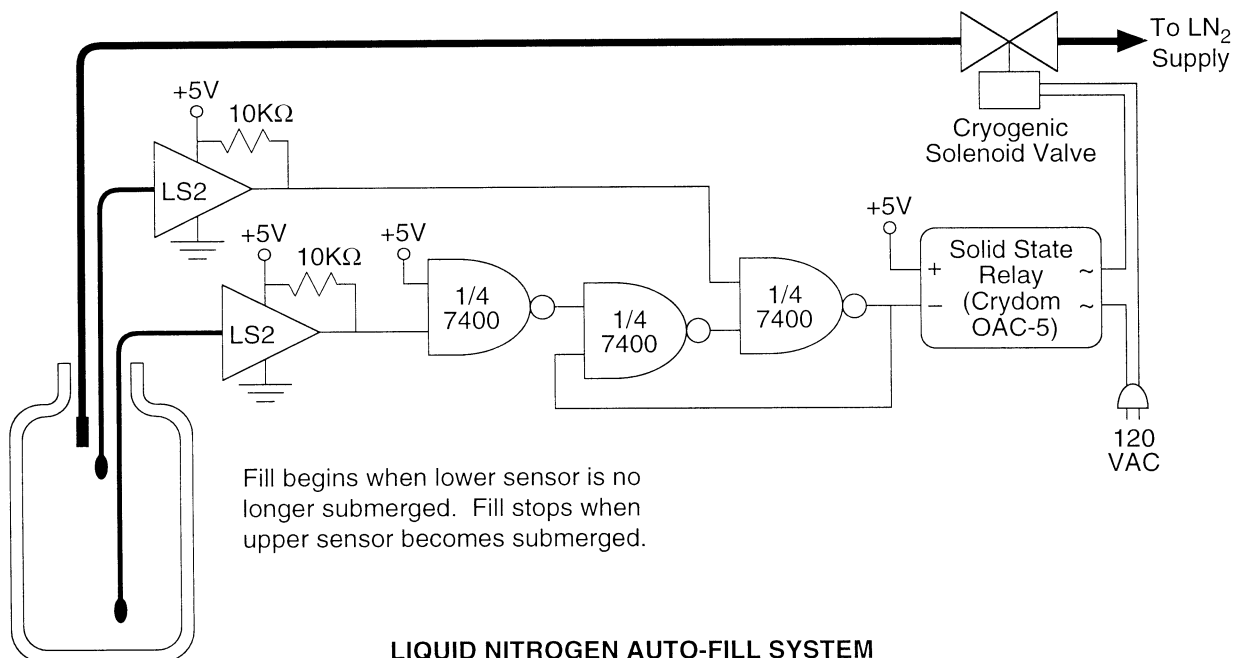 To LN2
Supply
+5V
10KΩ
Cryogenic
Solenoid Valve
LS2
+5V
+5V
+5V
10KΩ
Solid State
Relay
(Crydom
OAC-5)
+
~
−
~
1/4
7400
1/4
7400
1/4
7400
LS2
120
VAC
Fill begins when lower sensor is no
longer submerged. Fill stops when
upper sensor becomes submerged.
LIQUID NITROGEN AUTO-FILL SYSTEM